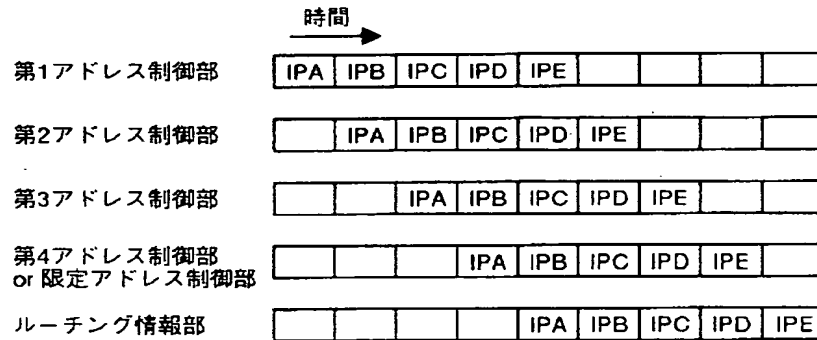 時間
第1アドレス制御部 IPA IPB IPC IPD IPE
第2アドレス制御部 IPA IPB IPC IPD IPE
第3アドレス制御部 IPA IPB IPC IPD IPE
第4アドレス制御部
or 限定アドレス制御部 IPA IPB IPC IPD IPE
ルーチング情報部 IPA IPB IPC IPD IPE